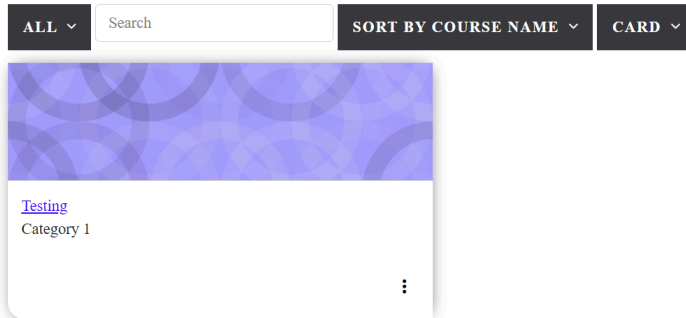 ALL
Search
SORT BY COURSE NAME
CARD
Testing
Category 1